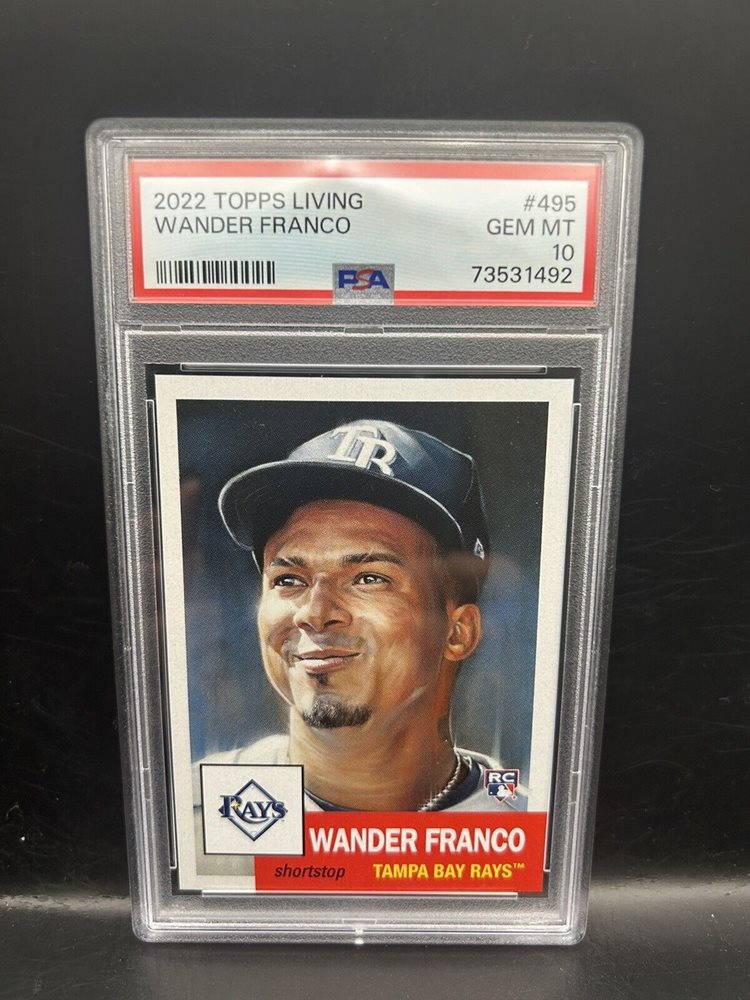 2022 TOPPS LIVING #495
WANDER FRANCO GEM MT
10
PSA 73531492
TR
RC
RAYS
WANDER FRANCO
shortstop TAMPA BAY RAYS™